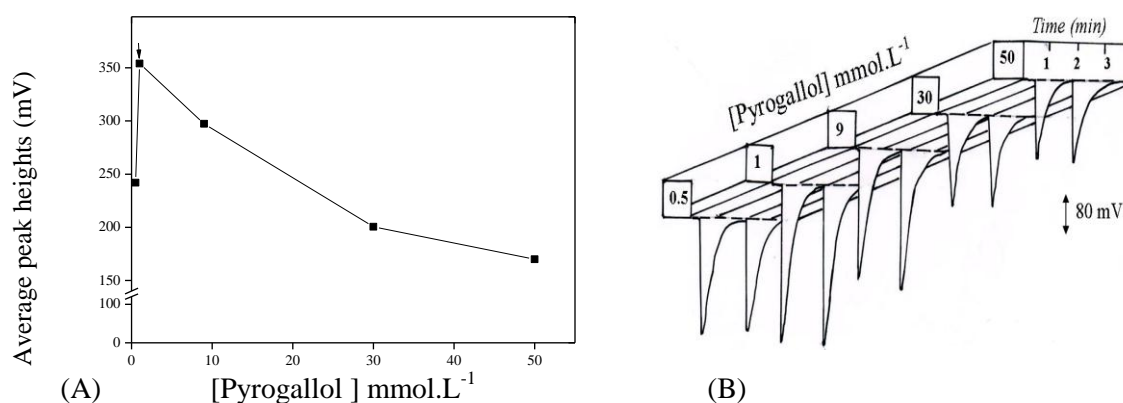 Average peak heights (mV)
350
300
250
200
150
100
0
0 10 20 30 40 50
[Pyrogallol ] mmol.L-1
(A)
Time (min)
1 2 3
[Pyrogallol] mmol.L-1
50
30
9
1
0.5
80 mV
(B)